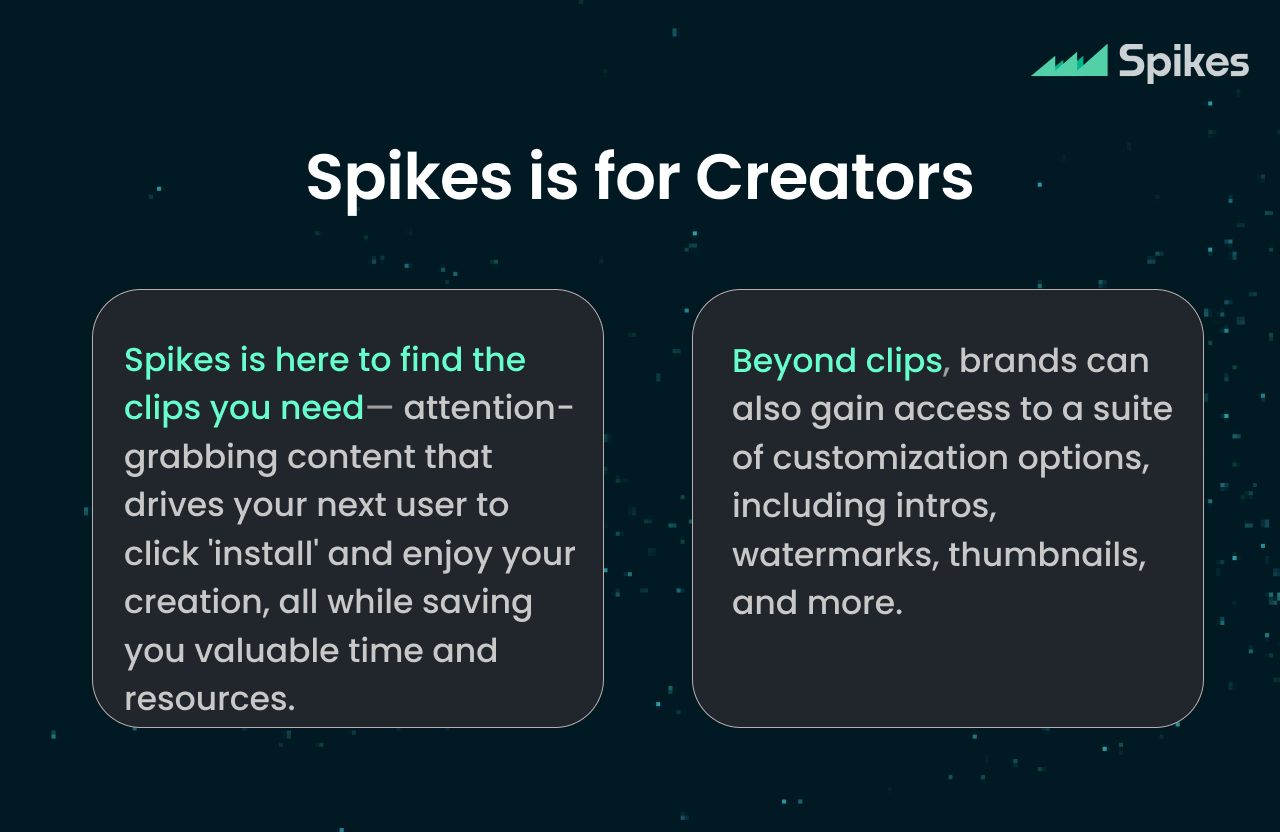 Spikes
Spikes is for Creators
Spikes is here to find the
clips you need— attention-
grabbing content that
drives your next user to
click 'install' and enjoy your
creation, all while saving
you valuable time and
resources.
Beyond clips, brands can
also gain access to a suite
of customization options,
including intros,
watermarks, thumbnails,
and more.